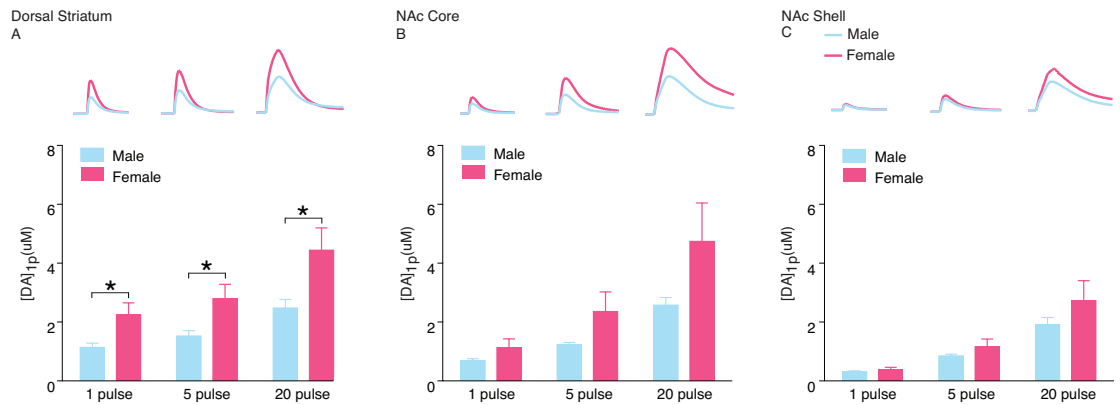 Dorsal Striatum
A
8
6
4
2
0
[DA]1p(uM)
Male
Female
*
*
*
1 pulse
5 pulse
20 pulse
NAc Core
B
8
6
4
2
0
[DA]1p(uM)
Male
Female
1 pulse
5 pulse
20 pulse
NAc Shell
C
Male
Female
8
6
4
2
0
[DA]1p(uM)
Male
Female
1 pulse
5 pulse
20 pulse